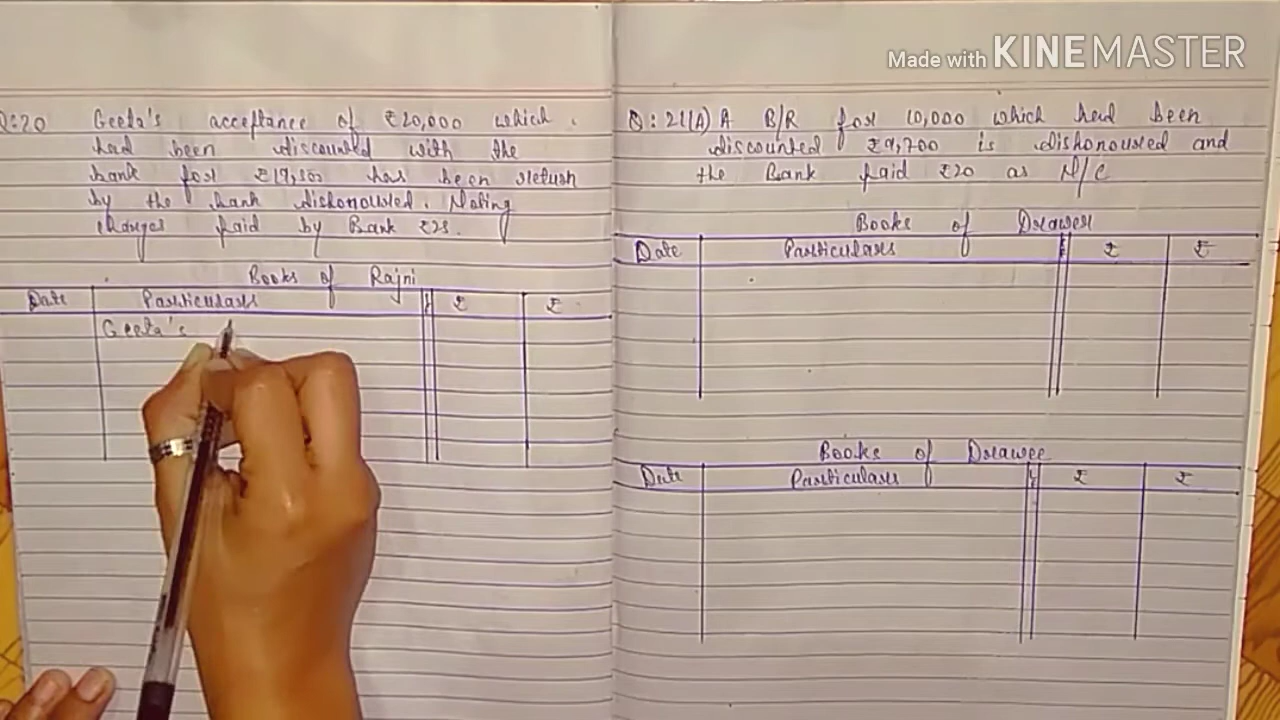 Made with KINEMASTER
Q:20 Geeta's acceptance of ₹20,000 which
had been discounted with the
bank for has been return
by the bank dishonoured. Noting
charges paid by Bank ₹25.
Books of Rajni
Date Particulars ₹ ₹
Geeta's
Q:21(A) A B/R for 10,000 which had been
discounted ₹9,700 is dishonoured and
the Bank paid ₹20 as N/C
Books of Drawer
Date Particulars ₹ ₹
Books of Drawee
Date Particulars ₹ ₹